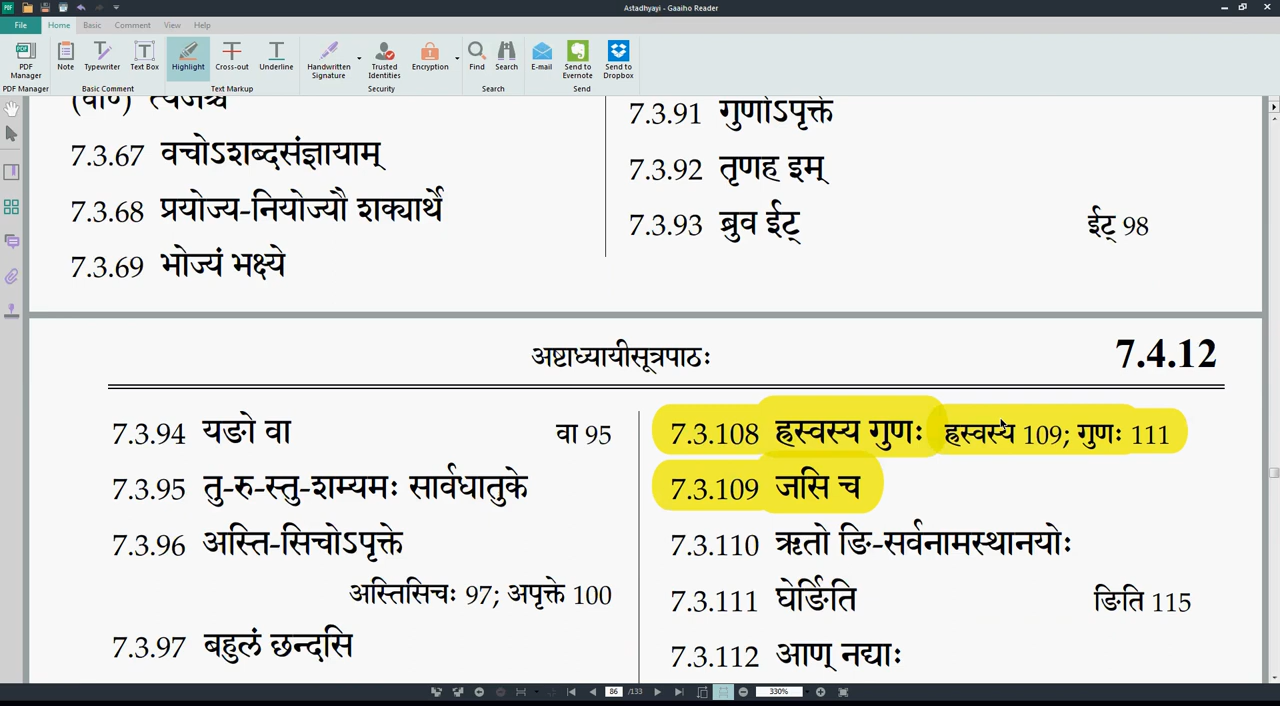 Astadhyayi - Gaaiho Reader
File Home Basic Comment View Help
PDF Manager Note Typewriter Text Box Highlight Cross-out Underline Handwritten Signature Trusted Identities Encryption Find Search E-mail Send to Evernote Send to Dropbox
PDF Manager Basic Comment Text Markup Security Search Send
7.3.67 वचोऽशब्दसंज्ञायाम्
7.3.68 प्रयोज्य-नियोज्यौ शक्यार्थे
7.3.69 भोज्यं भक्ष्ये
7.3.91 गुणोऽपृक्ते
7.3.92 तृणह इम्
7.3.93 ब्रुव ईट् ईट् 98
अष्टाध्यायीसूत्रपाठः 7.4.12
7.3.94 यङो वा वा 95
7.3.95 तु-रु-स्तु-शम्यमः सार्वधातुके
7.3.96 अस्ति-सिचोऽपृक्ते
अस्तिसिचः 97; अपृक्ते 100
7.3.97 बहुलं छन्दसि
7.3.108 ह्रस्वस्य गुणः ह्रस्वस्य 109; गुणः 111
7.3.109 जसि च
7.3.110 ऋतो ङि-सर्वनामस्थानयोः
7.3.111 घेर्ङिति ङिति 115
7.3.112 आण् नद्याः
86 /133 330%